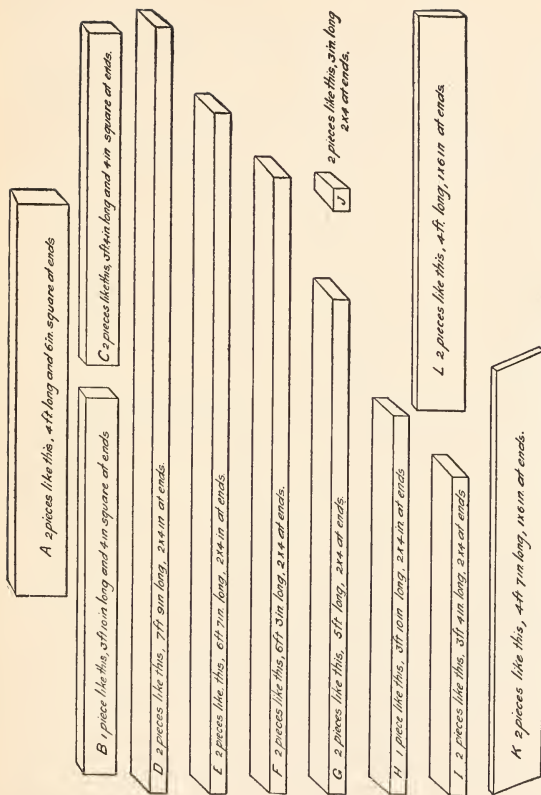 A 2 pieces like this, 4 ft long and 6 in. square at ends
B 1 piece like this, 3 ft 10 in long and 4 in square at ends
C 2 pieces like this, 3 ft 4 in long and 4 in square at ends.
D 2 pieces like this, 7 ft 9 in long, 2x4 in at ends.
E 2 pieces like this, 6 ft 7 in long, 2x4 in at ends.
F 2 pieces like this, 6 ft 3 in long, 2x4 at ends.
G 2 pieces like this, 5 ft long, 2x4 at ends.
J
2 pieces like this, 3 in long
2x4 at ends.
H 1 piece like this, 3 ft 10 in long, 2x4 in at ends
I 2 pieces like this, 3 ft 4 in long, 2x4 at ends
L 2 pieces like this, 4 ft. long, 1x6 in at ends.
K 2 pieces like this, 4 ft 7 in long, 1x6 in at ends.